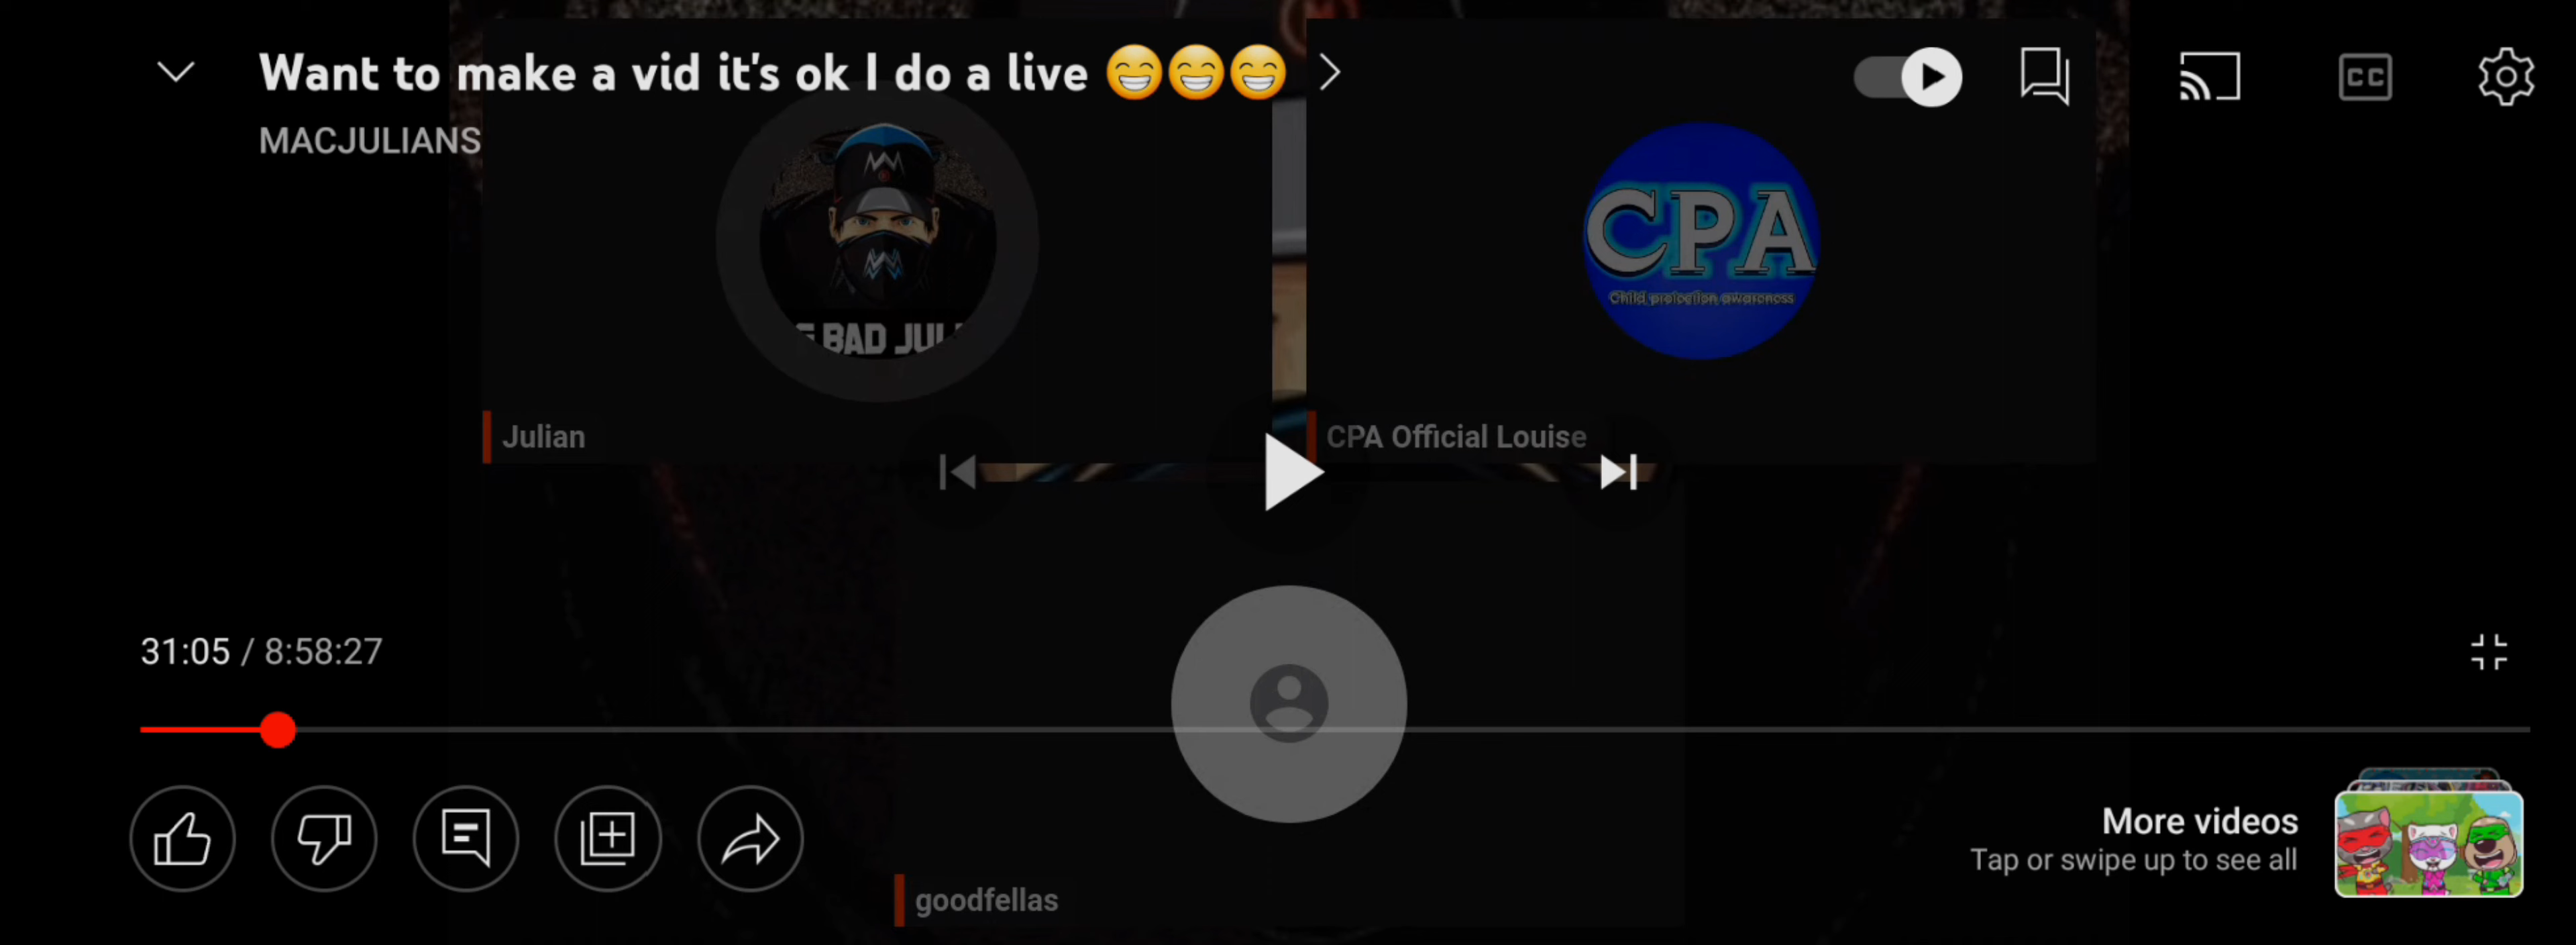 Want to make a vid it's ok I do a live 😁😁😁
MACJULIANS
CC
CPA
Child protection awareness
BAD JUL
Julian
CPA Official Louise
31:05 / 8:58:27
More videos
Tap or swipe up to see all
goodfellas